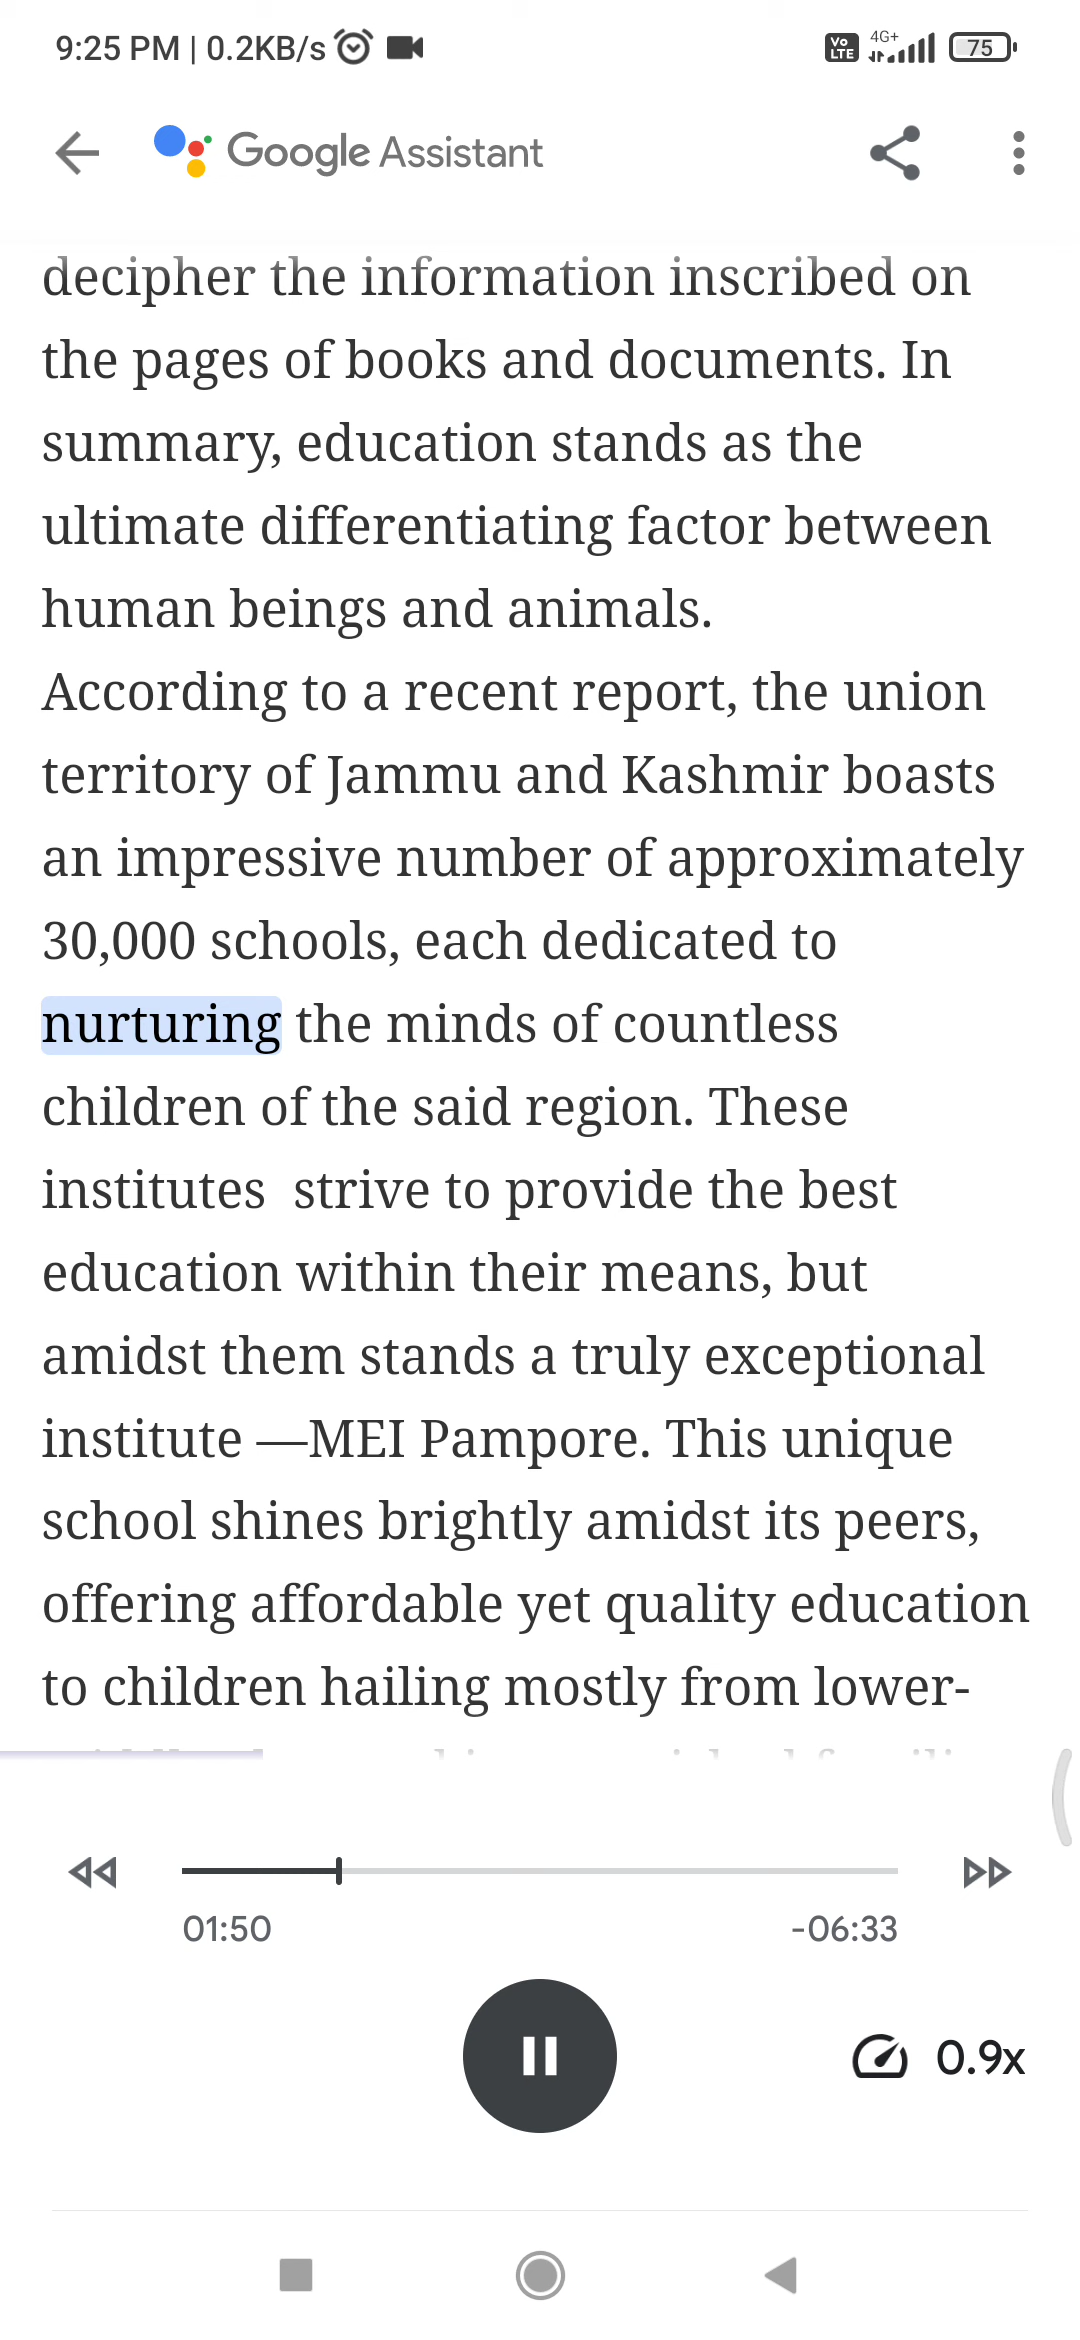 9:25 PM | 0.2KB/s
Vo LTE 4G+ 75
Google Assistant
decipher the information inscribed on
the pages of books and documents. In
summary, education stands as the
ultimate differentiating factor between
human beings and animals.
According to a recent report, the union
territory of Jammu and Kashmir boasts
an impressive number of approximately
30,000 schools, each dedicated to
nurturing the minds of countless
children of the said region. These
institutes  strive to provide the best
education within their means, but
amidst them stands a truly exceptional
institute —MEI Pampore. This unique
school shines brightly amidst its peers,
offering affordable yet quality education
to children hailing mostly from lower-
01:50 -06:33
0.9x